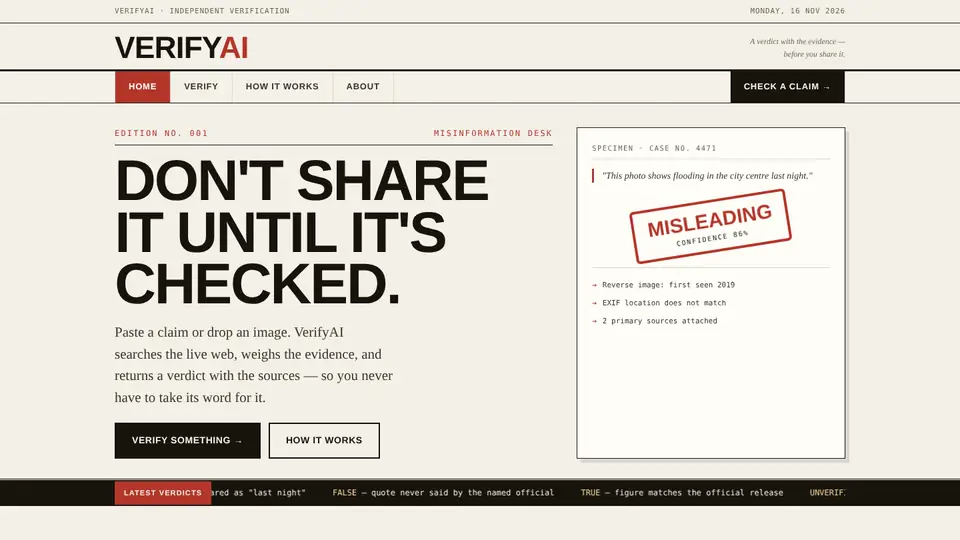 VERIFYAI · INDEPENDENT VERIFICATION
MONDAY, 16 NOV 2026
VERIFYAI
A verdict with the evidence —
before you share it.
HOME
VERIFY
HOW IT WORKS
ABOUT
CHECK A CLAIM →
EDITION NO. 001
MISINFORMATION DESK
DON'T SHARE
IT UNTIL IT'S
CHECKED.
Paste a claim or drop an image. VerifyAI
searches the live web, weighs the evidence, and
returns a verdict with the sources — so you never
have to take its word for it.
VERIFY SOMETHING →
HOW IT WORKS
SPECIMEN · CASE NO. 4471
"This photo shows flooding in the city centre last night."
MISLEADING
CONFIDENCE 86%
→ Reverse image: first seen 2019
→ EXIF location does not match
→ 2 primary sources attached
LATEST VERDICTS
as "last night"
FALSE — quote never said by the named official
TRUE — figure matches the official release